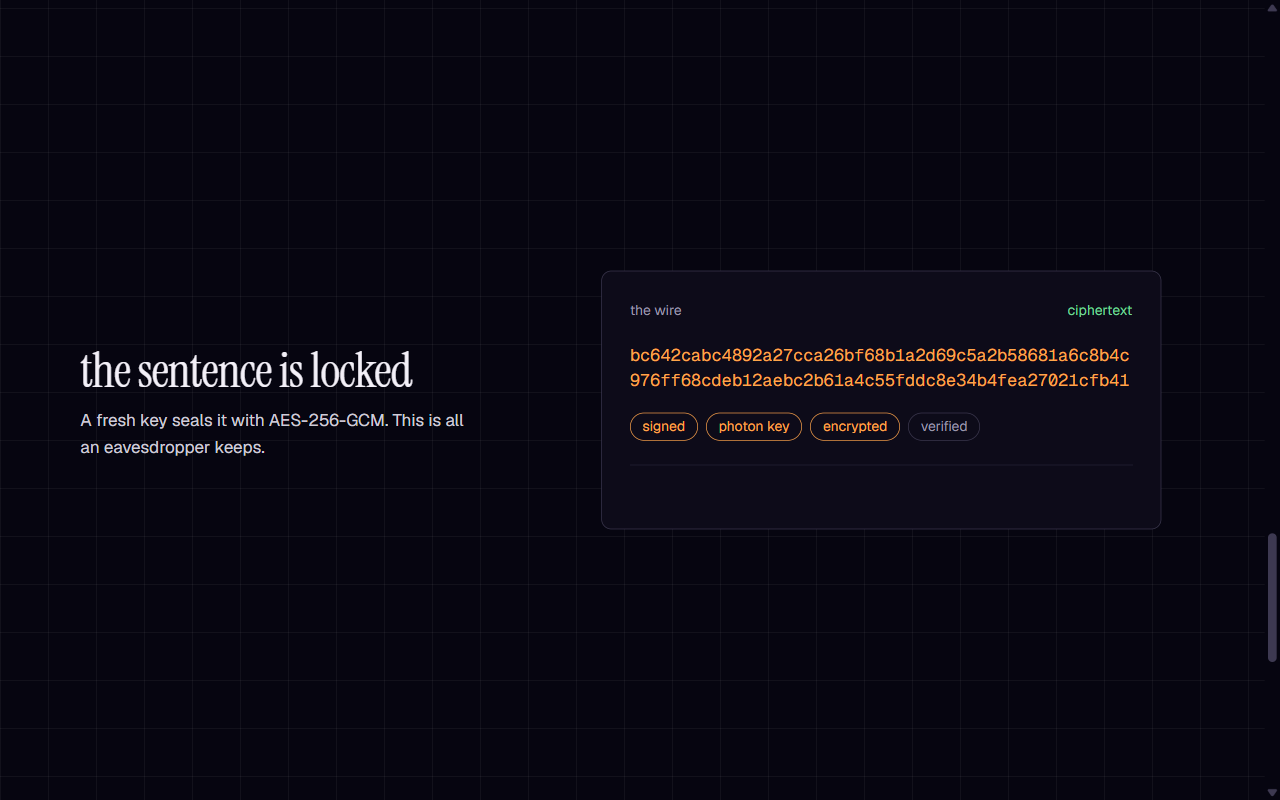 the sentence is locked
A fresh key seals it with AES-256-GCM. This is all
an eavesdropper keeps.
the wire
ciphertext
bc642cabc4892a27cca26bf68b1a2d69c5a2b58681a6c8b4c
976ff68cdeb12aebc2b61a4c55fddc8e34b4fea27021cfb41
signed
photon key
encrypted
verified